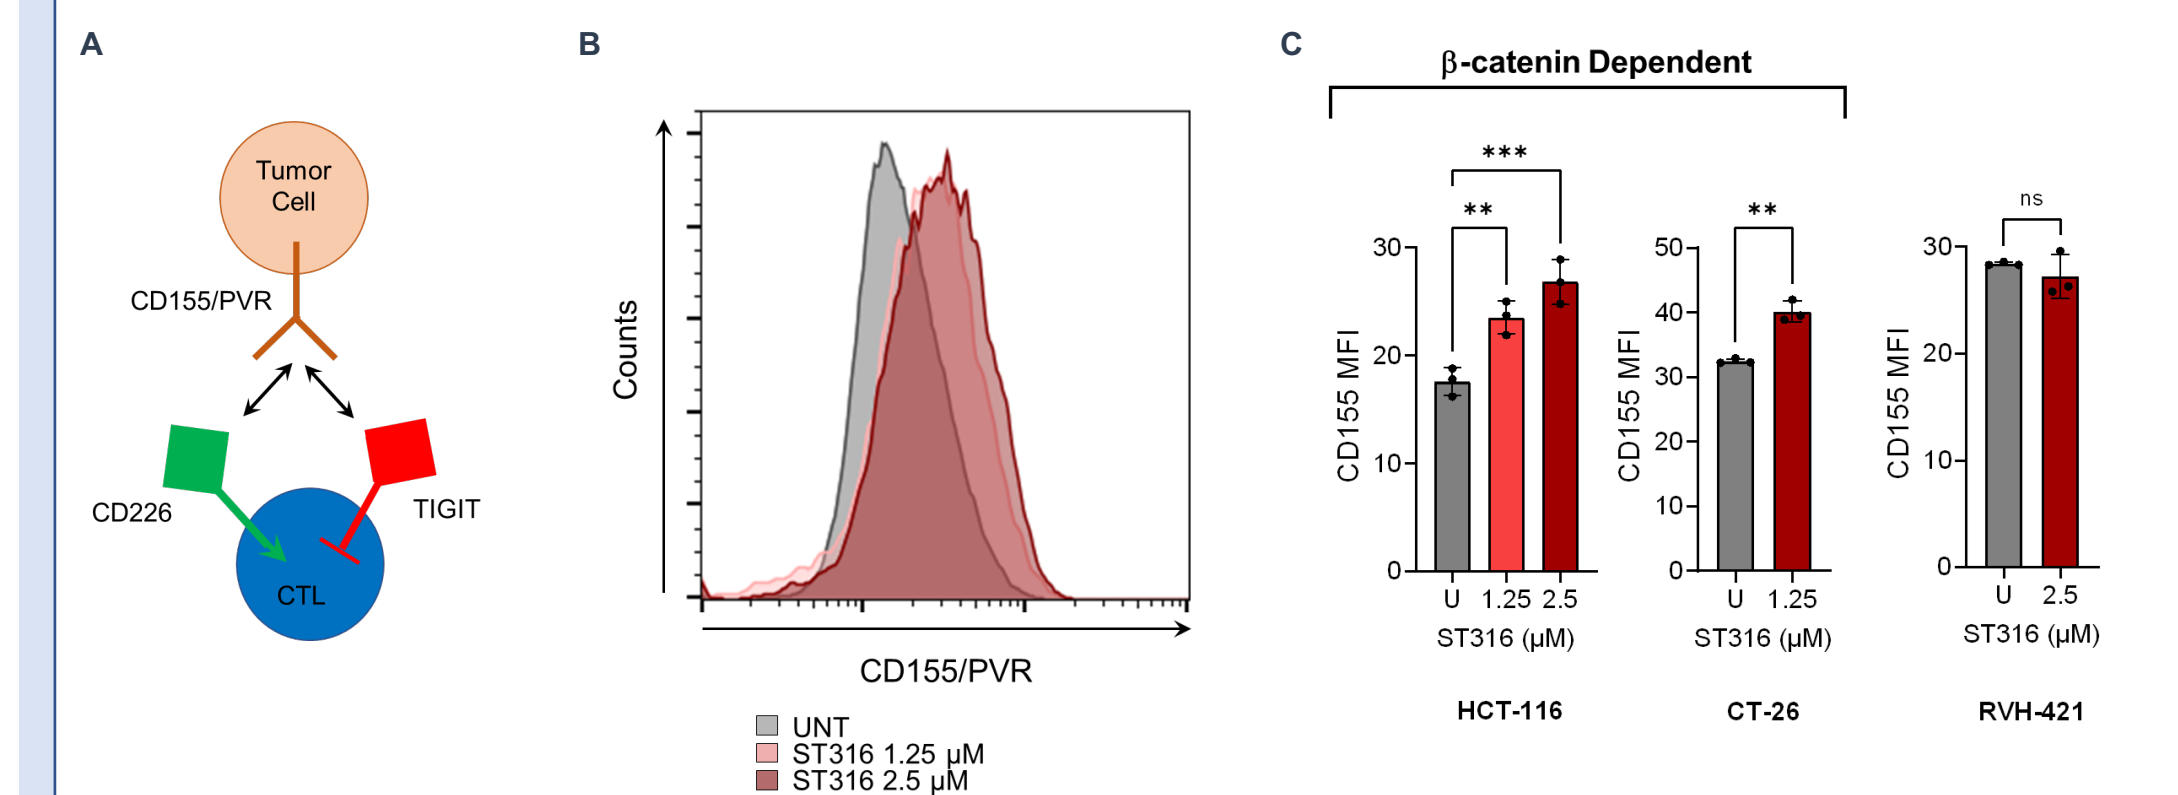 A
Tumor
Cell
CD155/PVR
CD226
TIGIT
CTL
B
Counts
CD155/PVR
UNT
ST316 1.25 µM
ST316 2.5 µM
C
β-catenin Dependent
***
**
30
20
10
0
CD155 MFI
U 1.25 2.5
ST316 (µM)
HCT-116
**
50
40
30
20
10
0
CD155 MFI
U 1.25
ST316 (µM)
CT-26
ns
30
20
10
0
CD155 MFI
U 2.5
ST316 (µM)
RVH-421